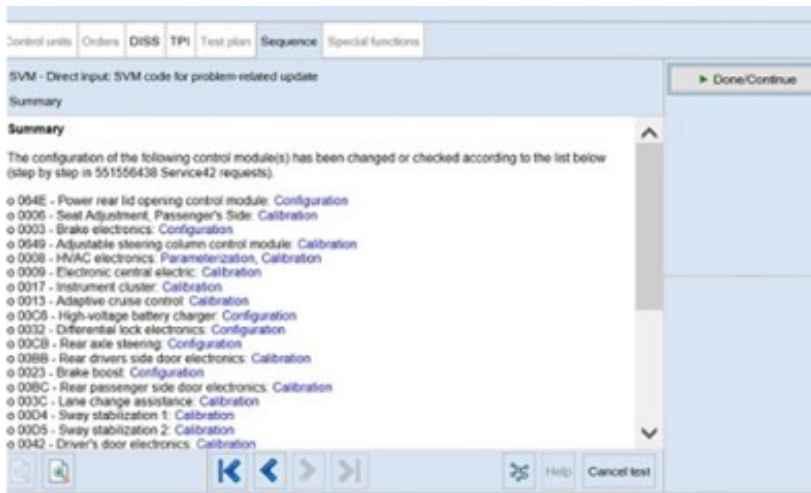 Control units Orders DISS TPI Test plan Sequence Special functions
SVM - Direct input: SVM code for problem-related update
Done/Continue
Summary
Summary
The configuration of the following control module(s) has been changed or checked according to the list below
(step by step in 551556438 Service42 requests).
o 064E - Power rear lid opening control module: Configuration
o 0006 - Seat Adjustment, Passenger's Side: Calibration
o 0003 - Brake electronics: Configuration
o 0649 - Adjustable steering column control module: Calibration
o 0008 - HVAC electronics: Parameterization, Calibration
o 0009 - Electronic central electric: Calibration
o 0017 - Instrument cluster: Calibration
o 0013 - Adaptive cruise control: Calibration
o 00C6 - High-voltage battery charger: Configuration
o 0032 - Differential lock electronics: Configuration
o 00CB - Rear axle steering: Configuration
o 00BB - Rear drivers side door electronics: Calibration
o 0023 - Brake boost: Configuration
o 00BC - Rear passenger side door electronics: Calibration
o 003C - Lane change assistance: Calibration
o 00D4 - Sway stabilization 1: Calibration
o 00D5 - Sway stabilization 2: Calibration
o 0042 - Driver's door electronics: Calibration
Help Cancel test